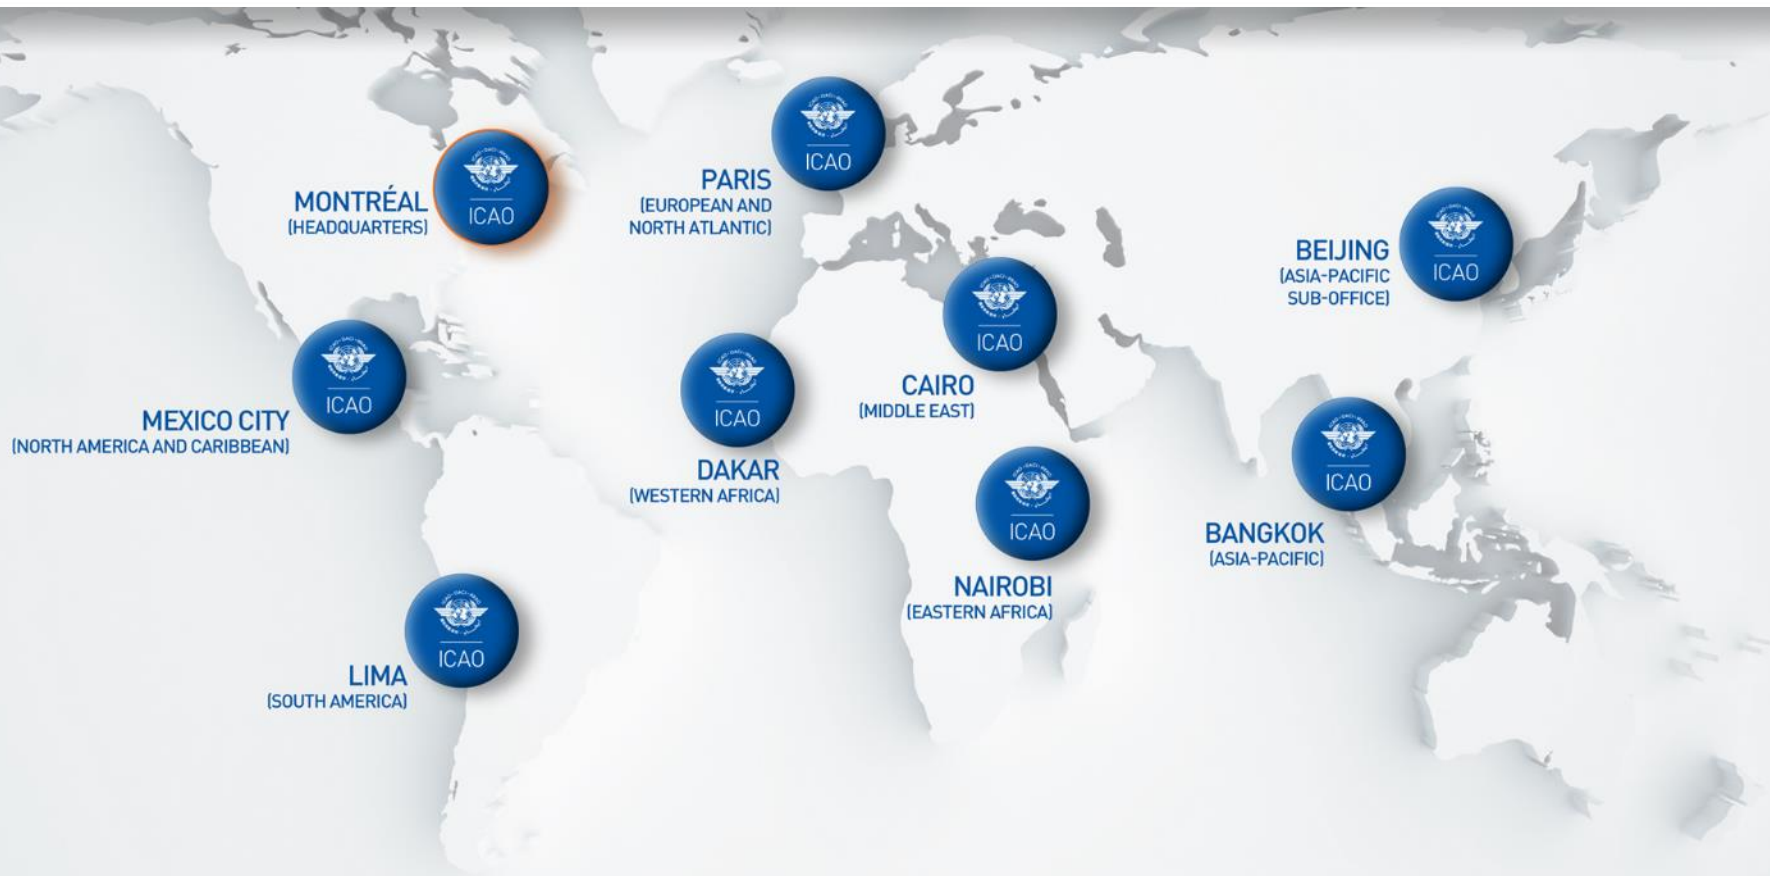 ICAO
MONTRÉAL
(HEADQUARTERS)
ICAO
PARIS
(EUROPEAN AND
NORTH ATLANTIC)
ICAO
BEIJING
(ASIA-PACIFIC
SUB-OFFICE)
ICAO
MEXICO CITY
(NORTH AMERICA AND CARIBBEAN)
ICAO
DAKAR
(WESTERN AFRICA)
ICAO
CAIRO
(MIDDLE EAST)
ICAO
NAIROBI
(EASTERN AFRICA)
ICAO
BANGKOK
(ASIA-PACIFIC)
ICAO
LIMA
(SOUTH AMERICA)